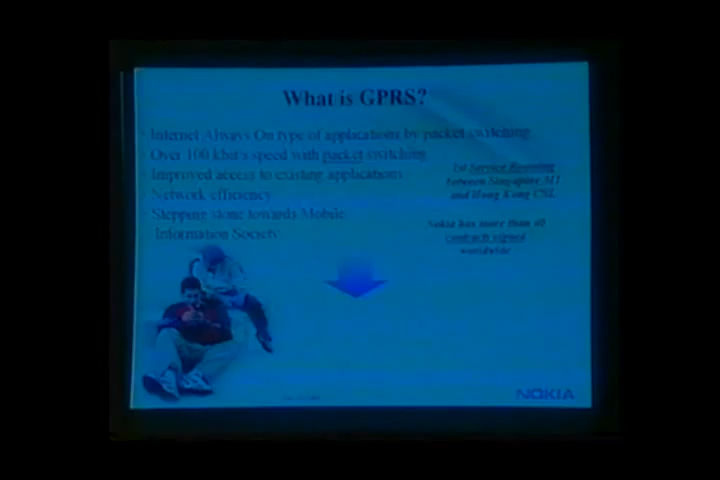 What is GPRS?
Internet Always On type of applications by packet switching
Over 100 kbit/s speed with packet switching
Improved access to existing applications
Network efficiency
Stepping stone towards Mobile
Information Society
1st Service Roaming
between Singapore M1
and Hong Kong CSL
Nokia has more than 40
contracts signed
worldwide
NOKIA